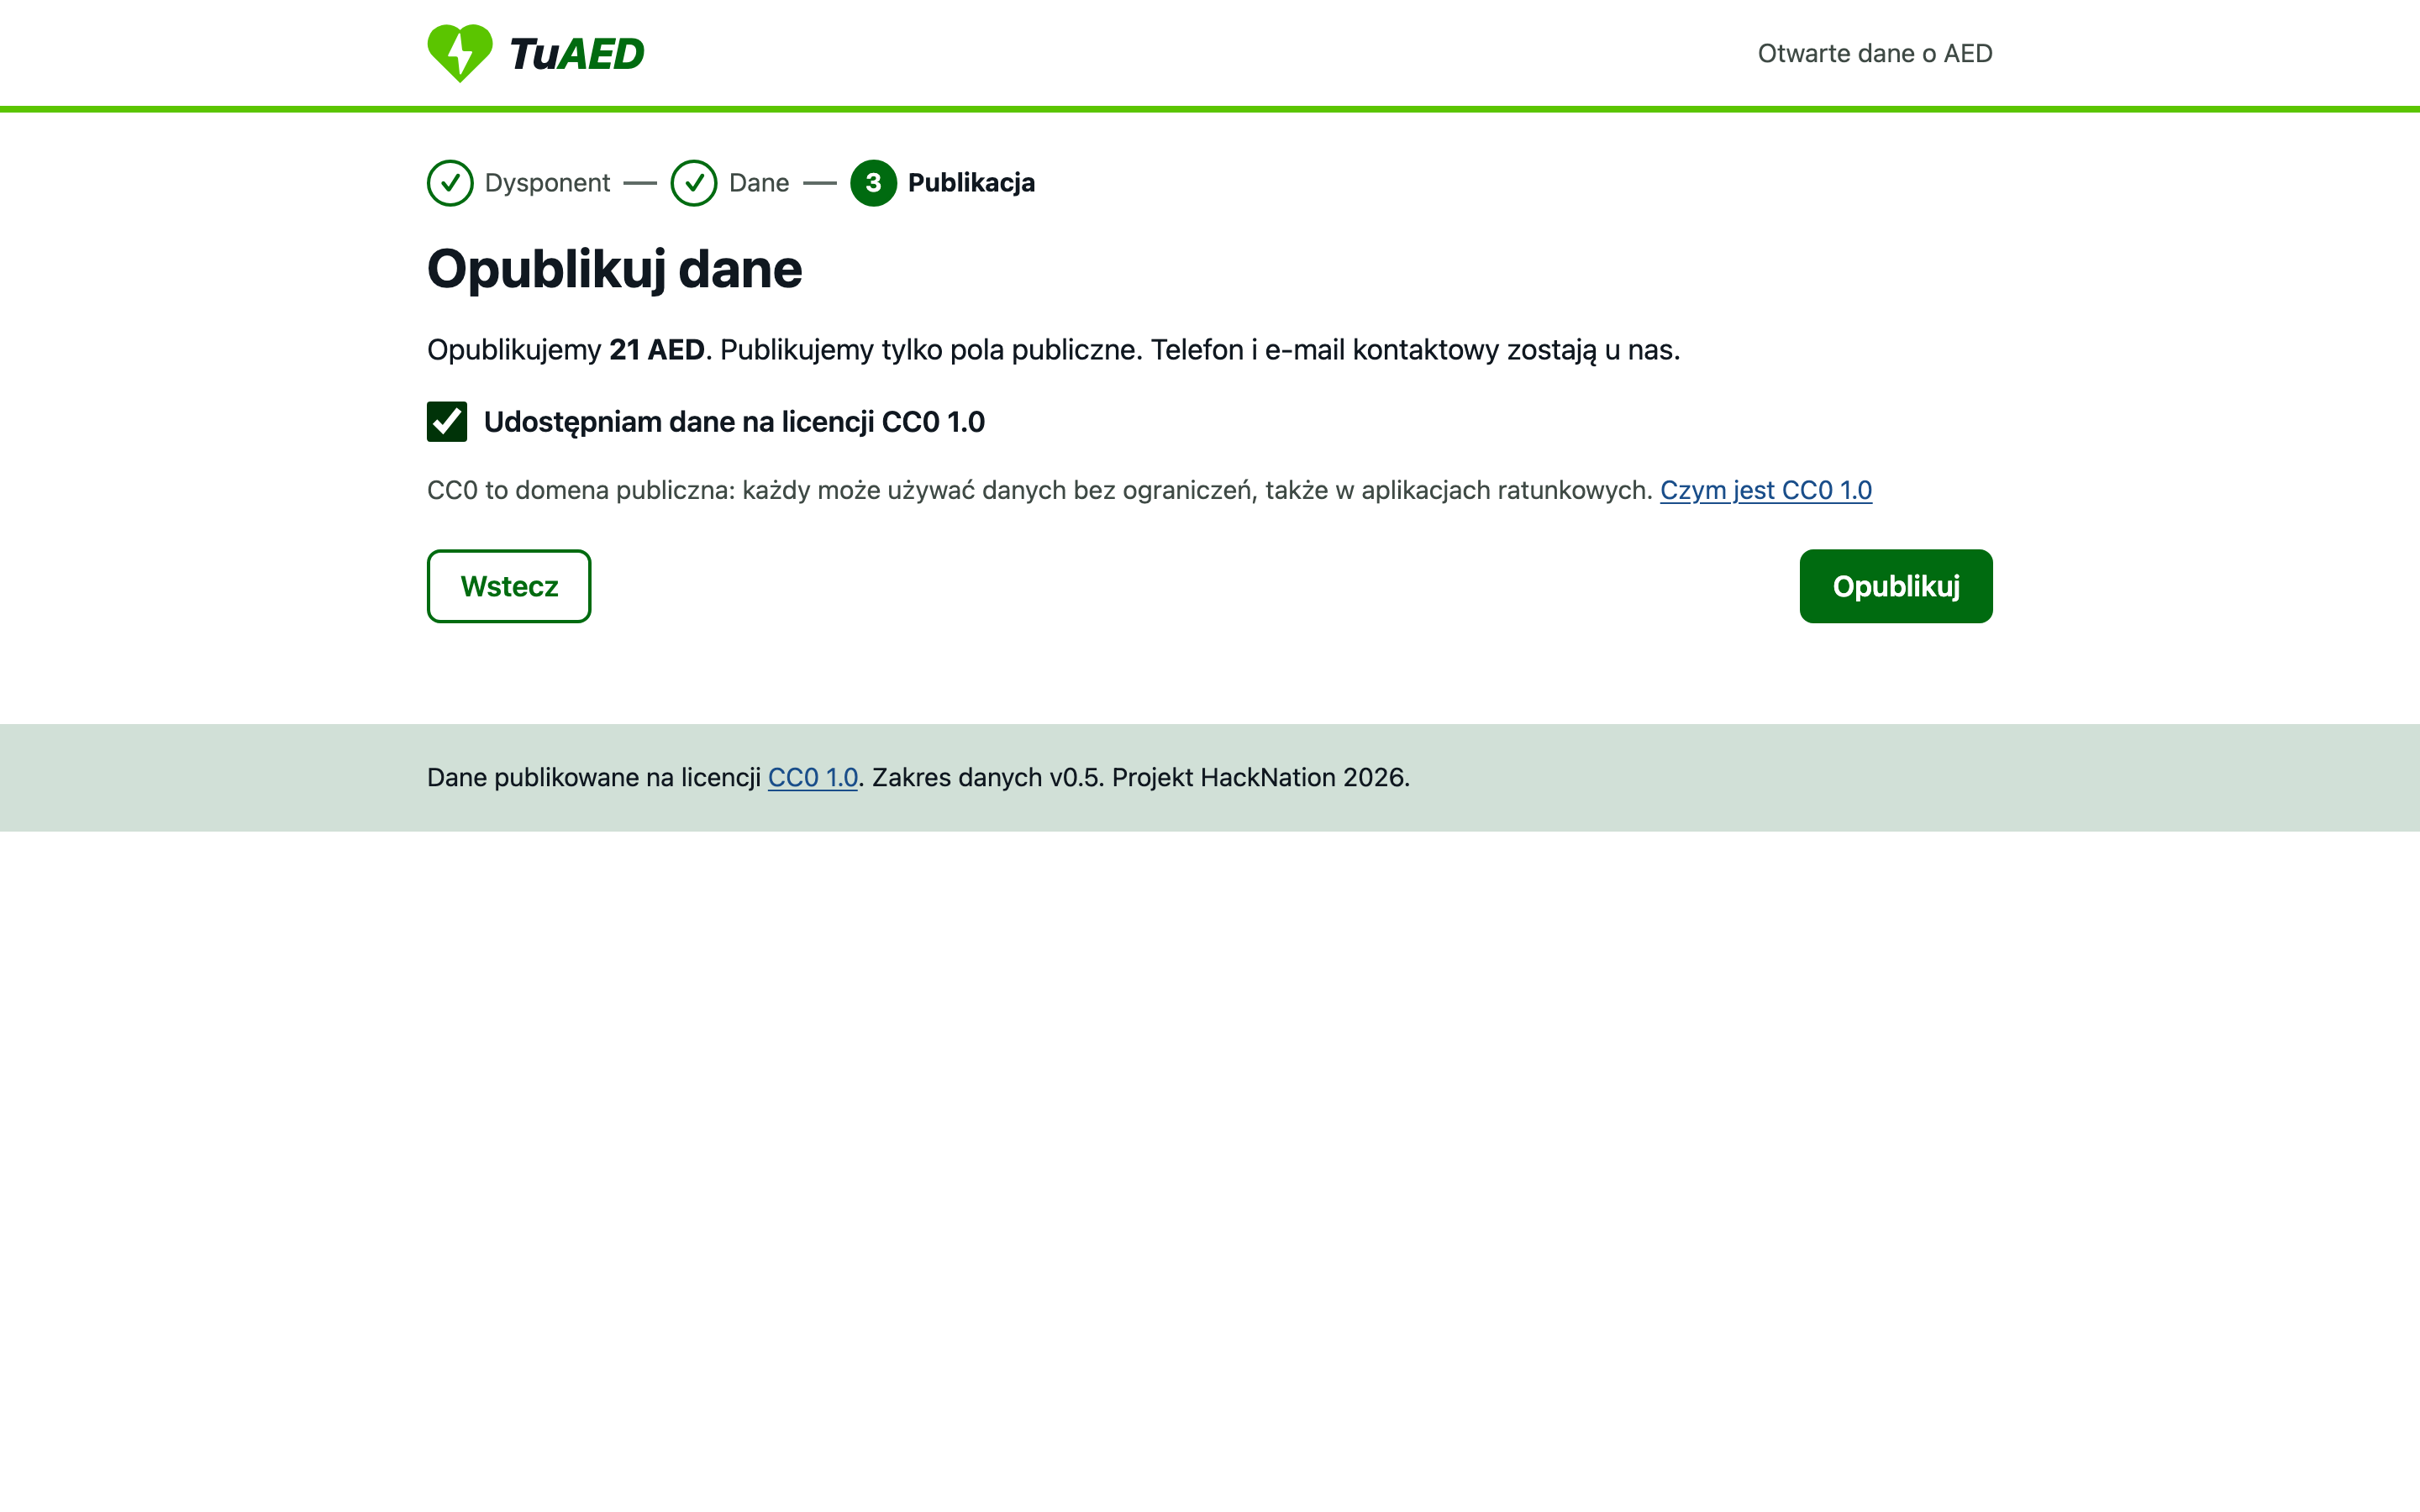 TuAED
Otwarte dane o AED
Dysponent
Dane
3 Publikacja
Opublikuj dane
Opublikujemy 21 AED. Publikujemy tylko pola publiczne. Telefon i e-mail kontaktowy zostają u nas.
Udostępniam dane na licencji CC0 1.0
CC0 to domena publiczna: każdy może używać danych bez ograniczeń, także w aplikacjach ratunkowych. Czym jest CC0 1.0
Wstecz
Opublikuj
Dane publikowane na licencji CC0 1.0. Zakres danych v0.5. Projekt HackNation 2026.